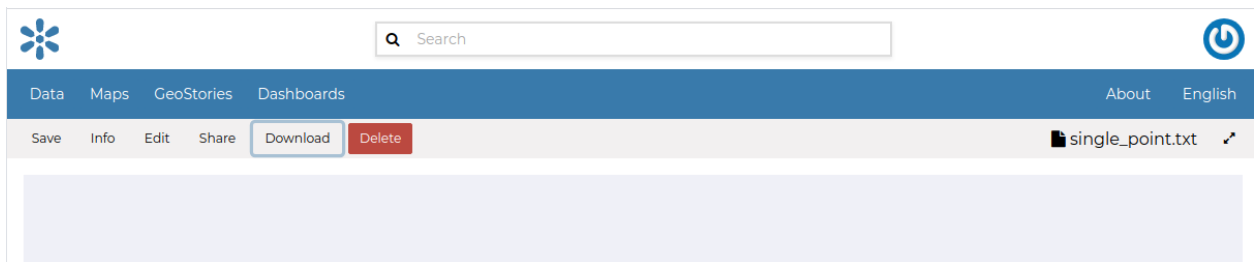 Search
Data Maps GeoStories Dashboards About English
Save Info Edit Share Download Delete single_point.txt